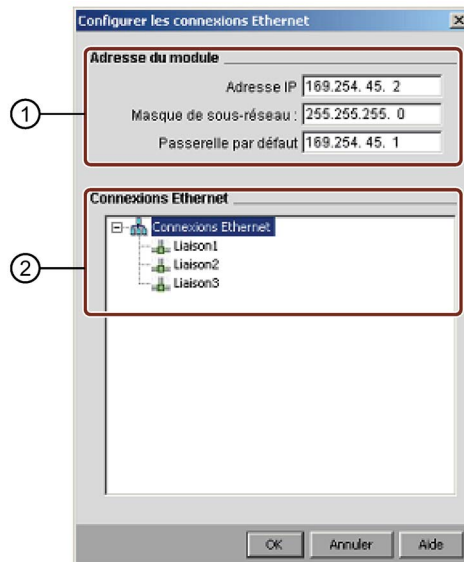 Configurer les connexions Ethernet
Adresse du module
Adresse IP 169.254. 45. 2
Masque de sous-réseau : 255.255.255. 0
Passerelle par défaut 169.254. 45. 1
1
Connexions Ethernet
Connexions Ethernet
Liaison1
Liaison2
Liaison3
2
OK Annuler Aide